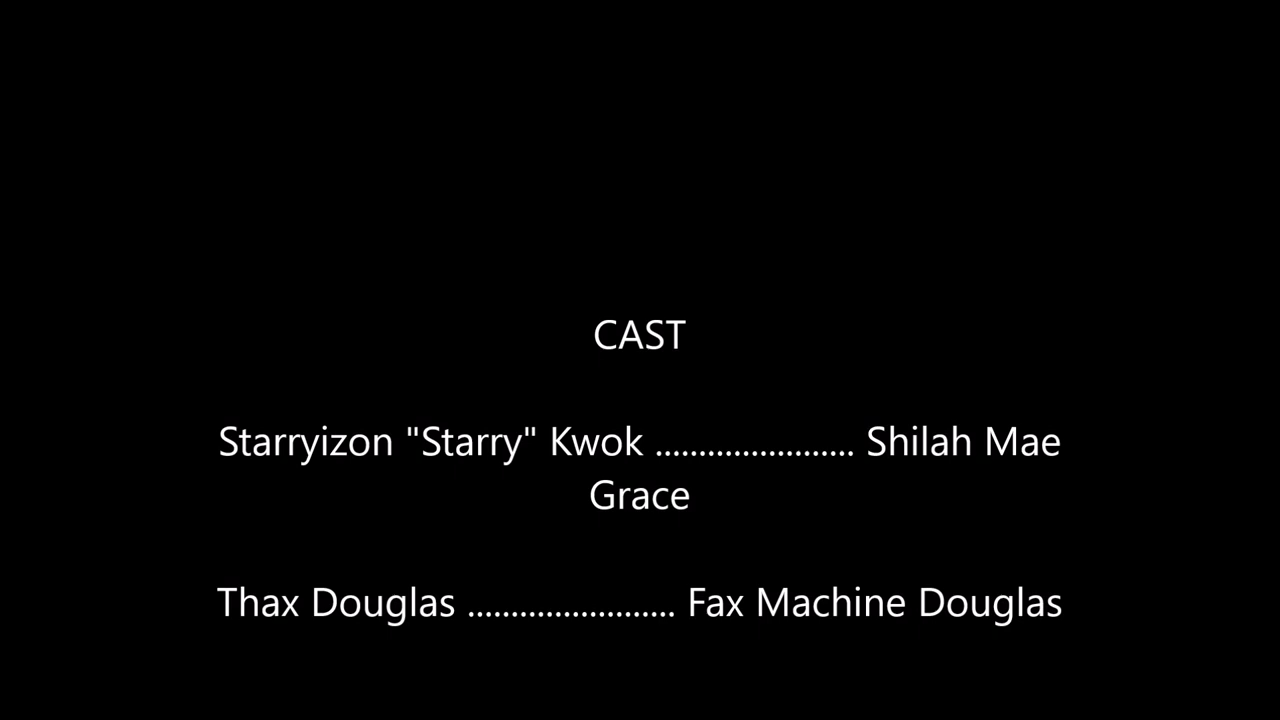 CAST
Starryizon "Starry" Kwok ....................... Shilah Mae
Grace
Thax Douglas ........................ Fax Machine Douglas